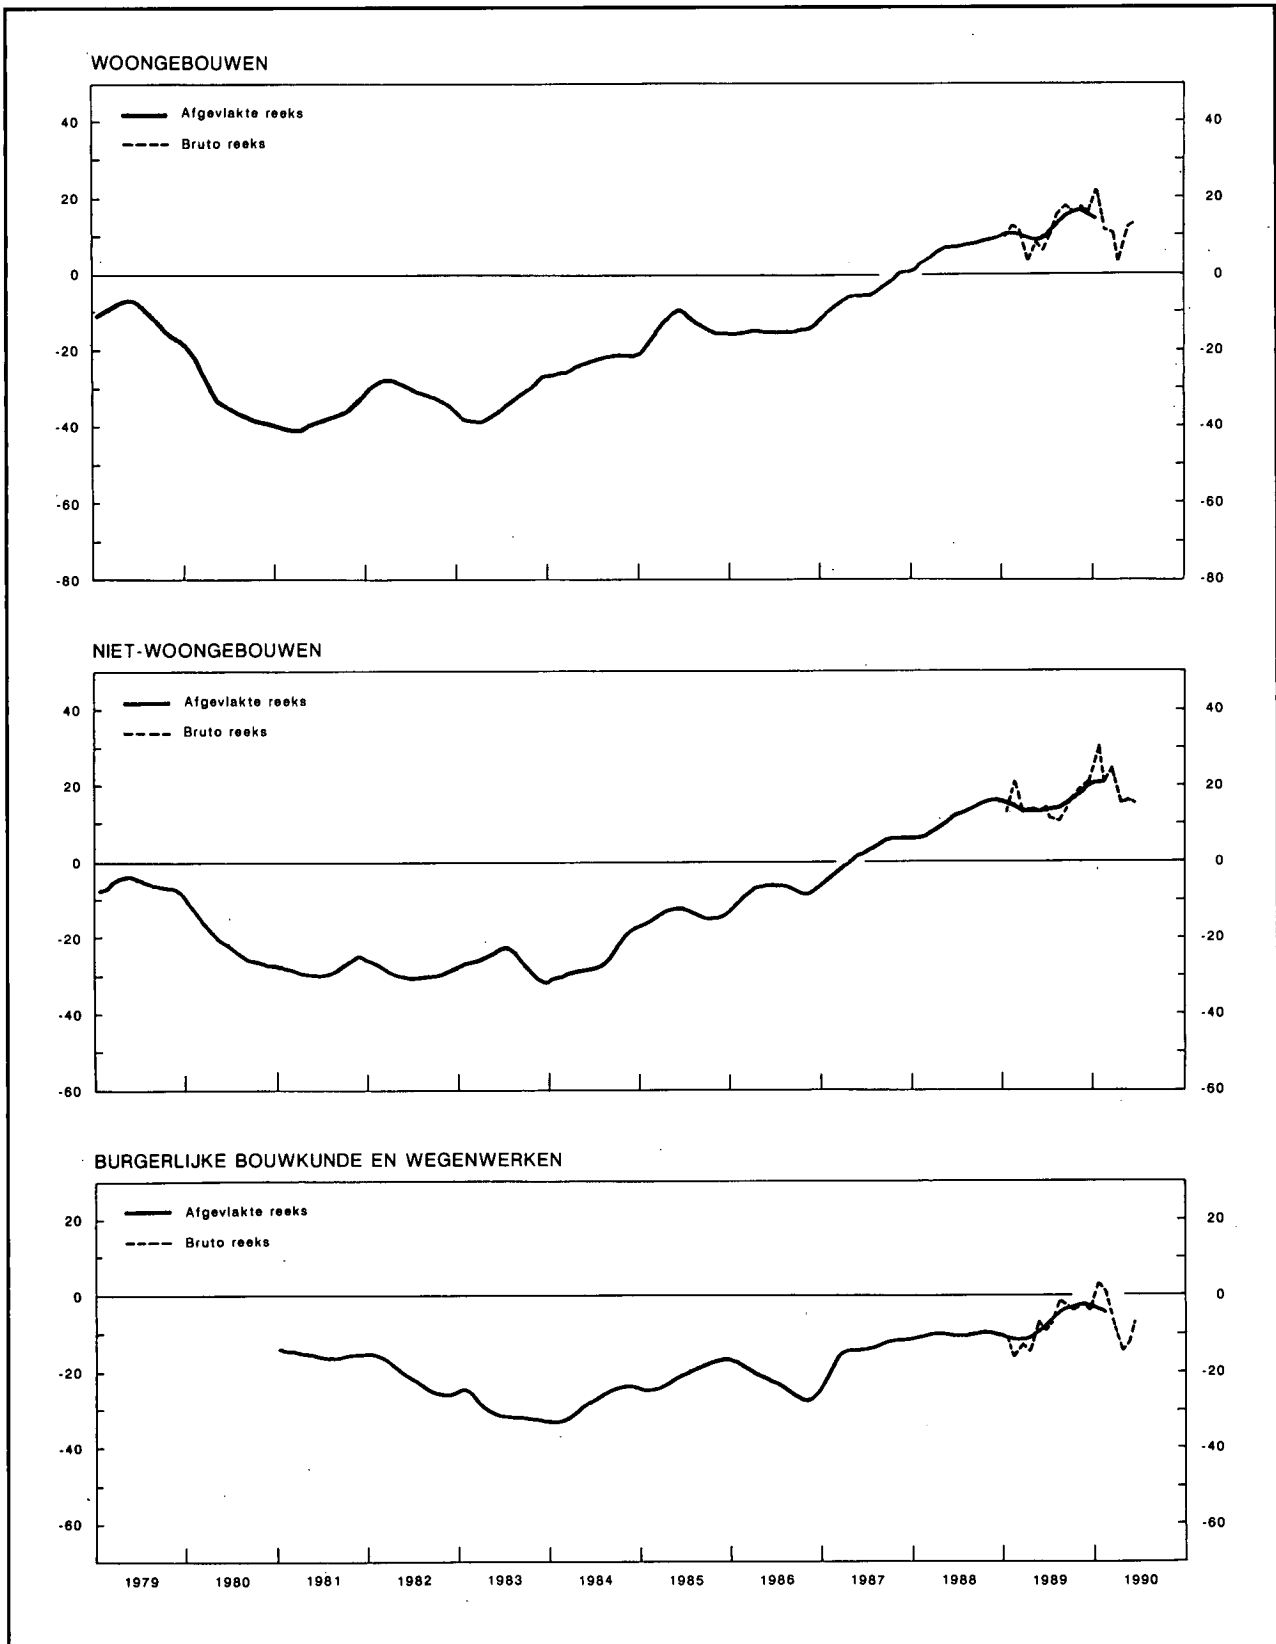 WOONGEBOUWEN
Afgevlakte reeks
Bruto reeks
40 40
20 20
0 0
-20 -20
-40 -40
-60 -60
-80 -80
NIET-WOONGEBOUWEN
Afgevlakte reeks
Bruto reeks
40 40
20 20
0 0
-20 -20
-40 -40
-60 -60
BURGERLIJKE BOUWKUNDE EN WEGENWERKEN
Afgevlakte reeks
Bruto reeks
20 20
0 0
-20 -20
-40 -40
-60 -60
1979 1980 1981 1982 1983 1984 1985 1986 1987 1988 1989 1990